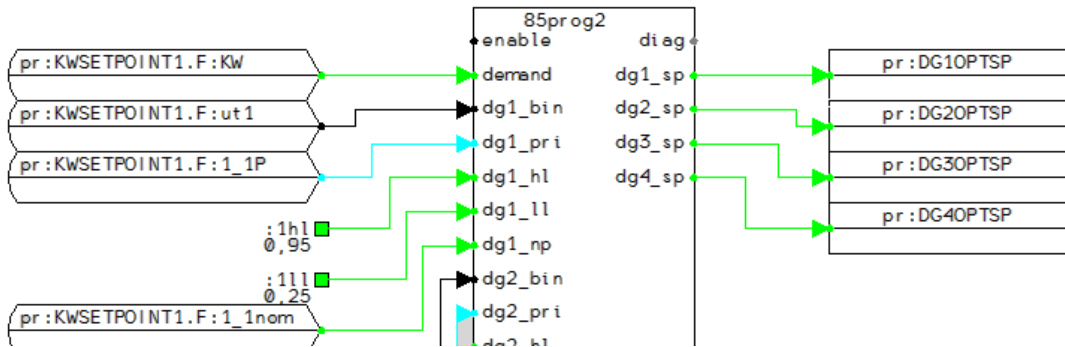 85prog2
enable diag
pr:KWSETPOINT1.F:KW demand dg1_sp pr:DG1OPTSP
pr:KWSETPOINT1.F:ut1 dg1_bin dg2_sp pr:DG2OPTSP
pr:KWSETPOINT1.F:1_1P dg1_pri dg3_sp pr:DG3OPTSP
dg1_hl dg4_sp pr:DG4OPTSP
:1hl dg1_ll
0,95 dg1_np
:1ll dg2_bin
0,25
pr:KWSETPOINT1.F:1_1nom dg2_pri
dg2_hl